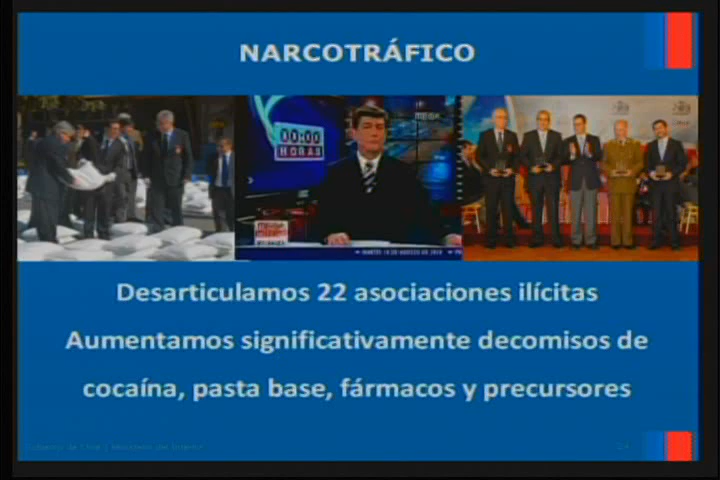 NARCOTRÁFICO
00:00
HORAS
Desarticulamos 22 asociaciones ilícitas
Aumentamos significativamente decomisos de
cocaína, pasta base, fármacos y precursores